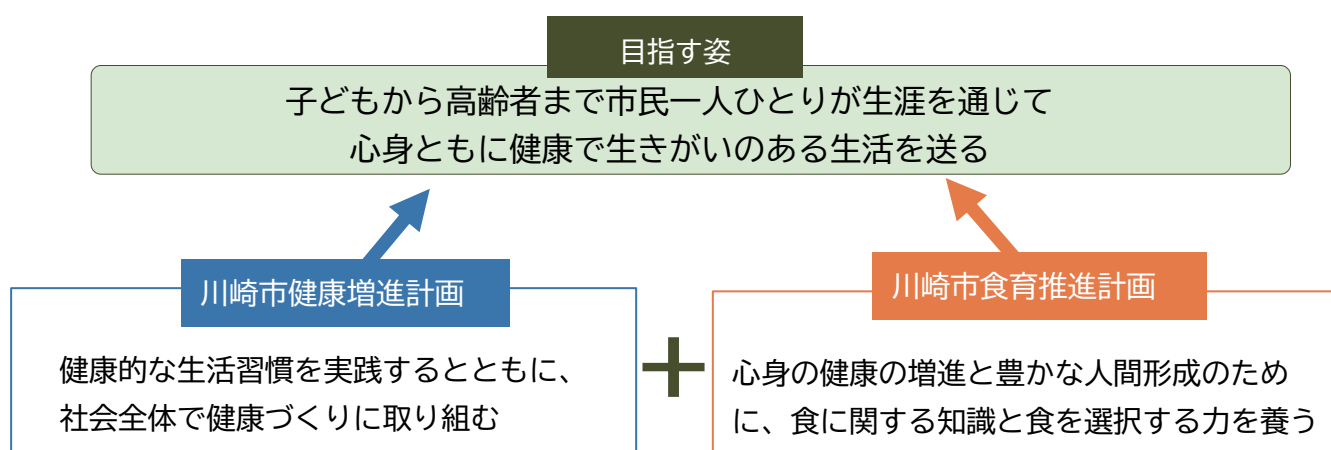 目指す姿
子どもから高齢者まで市民一人ひとりが生涯を通じて
心身ともに健康で生きがいのある生活を送る
川崎市健康増進計画
健康的な生活習慣を実践するとともに、
社会全体で健康づくりに取り組む
+
川崎市食育推進計画
心身の健康の増進と豊かな人間形成のため
に、食に関する知識と食を選択する力を養う